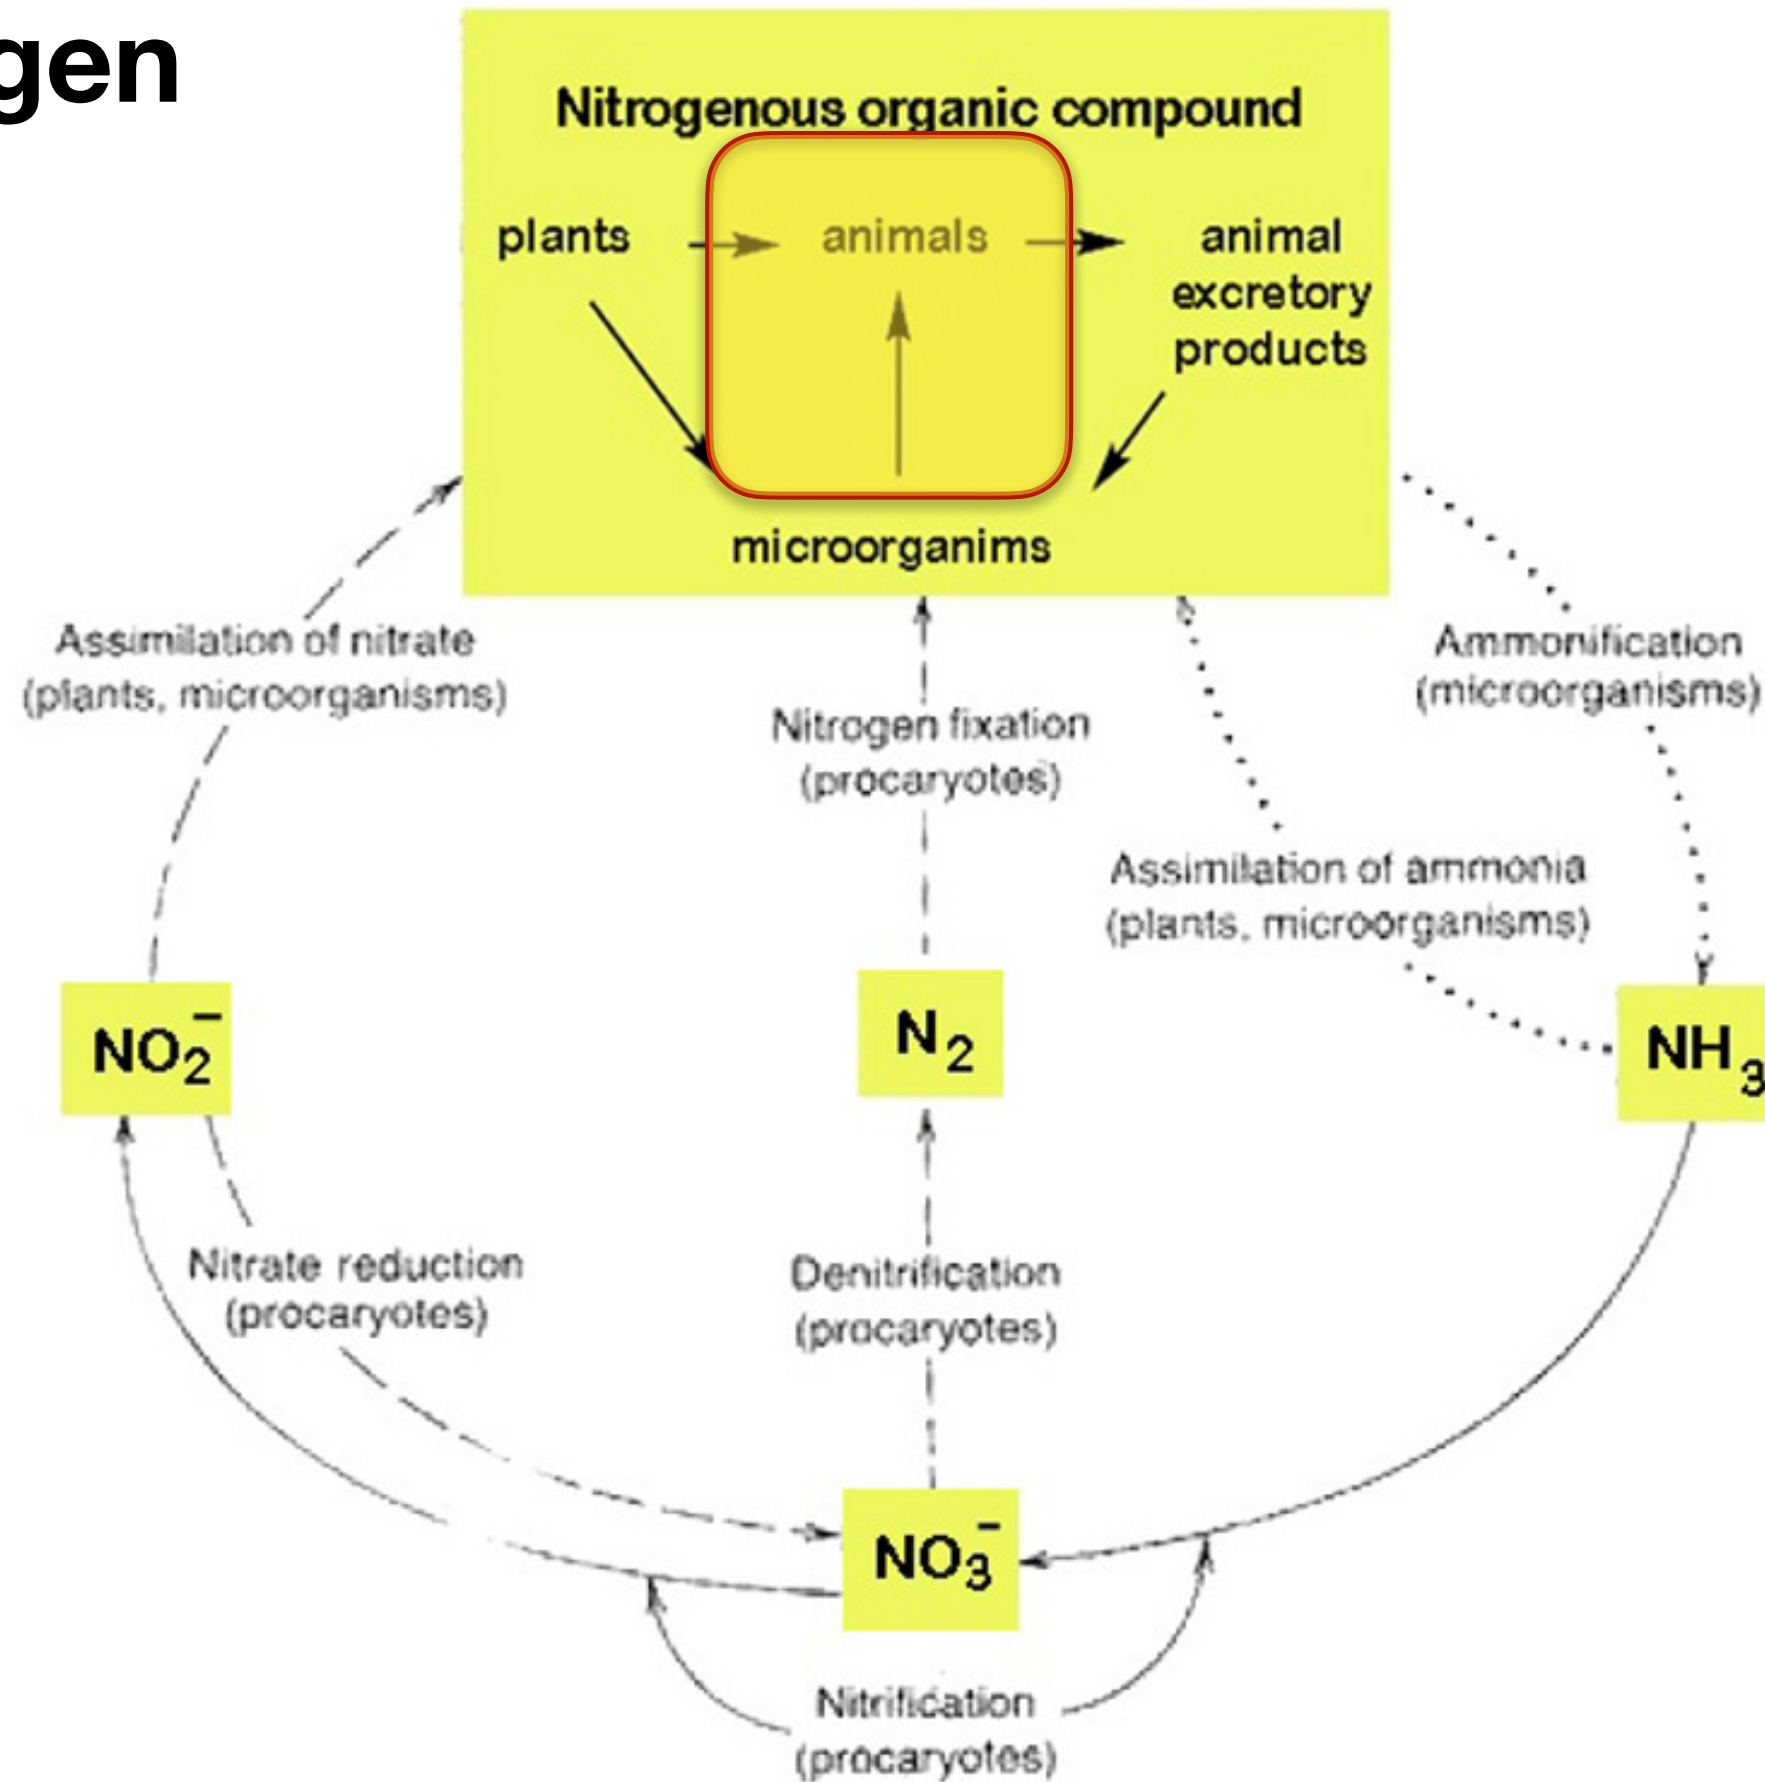 gen
Nitrogenous organic compound
plants
animals
animal
excretory
products
microorganims
Assimilation of nitrate
(plants, microorganisms)
Nitrogen fixation
(procaryotes)
Ammonification
(microorganisms)
Assimilation of ammonia
(plants, microorganisms)
NO₂⁻
N₂
NH₃
Nitrate reduction
(procaryotes)
Denitrification
(procaryotes)
NO₃⁻
Nitrification
(procaryotes)